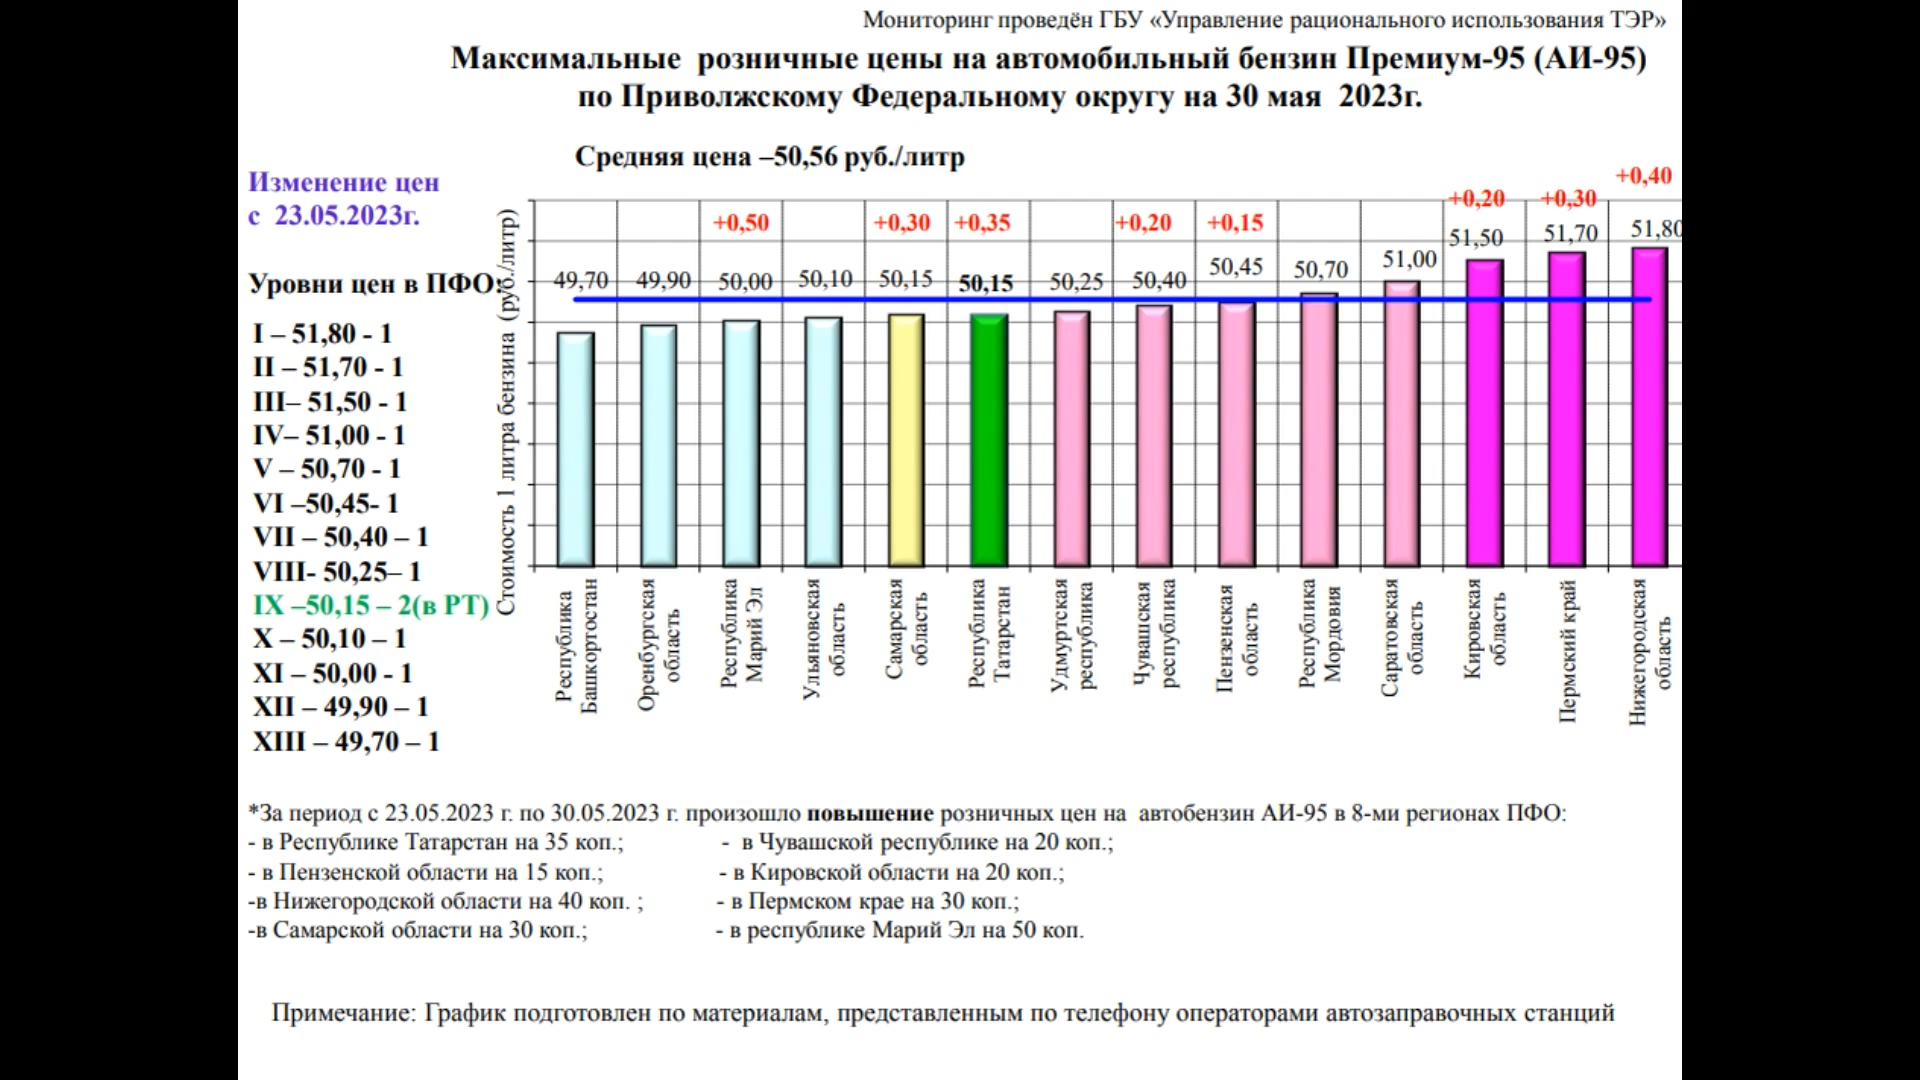 Мониторинг проведён ГБУ «Управление рационального использования ТЭР»
Максимальные розничные цены на автомобильный бензин Премиум-95 (АИ-95)
по Приволжскому Федеральному округу на 30 мая 2023г.
Средняя цена –50,56 руб./литр
Изменение цен
с 23.05.2023г.
Уровни цен в ПФО:
I – 51,80 - 1
II – 51,70 - 1
III– 51,50 - 1
IV– 51,00 - 1
V – 50,70 - 1
VI –50,45- 1
VII – 50,40 – 1
VIII- 50,25– 1
IX –50,15 – 2(в РТ)
X – 50,10 – 1
XI – 50,00 - 1
XII – 49,90 – 1
XIII – 49,70 – 1
Стоимость 1 литра бензина (руб./литр)
+0,50 +0,30 +0,35 +0,20 +0,15 +0,20 +0,30 +0,40
49,70 49,90 50,00 50,10 50,15 50,15 50,25 50,40 50,45 50,70 51,00 51,50 51,70 51,80
Республика
Башкортостан
Оренбургская
область
Республика
Марий Эл
Ульяновская
область
Самарская
область
Республика
Татарстан
Удмуртская
республика
Чувашская
республика
Пензенская
область
Республика
Мордовия
Саратовская
область
Кировская
область
Пермский край
Нижегородская
область
*За период с 23.05.2023 г. по 30.05.2023 г. произошло повышение розничных цен на автобензин АИ-95 в 8-ми регионах ПФО:
- в Республике Татарстан на 35 коп.; - в Чувашской республике на 20 коп.;
- в Пензенской области на 15 коп.; - в Кировской области на 20 коп.;
-в Нижегородской области на 40 коп. ; - в Пермском крае на 30 коп.;
-в Самарской области на 30 коп.; - в республике Марий Эл на 50 коп.
Примечание: График подготовлен по материалам, представленным по телефону операторами автозаправочных станций